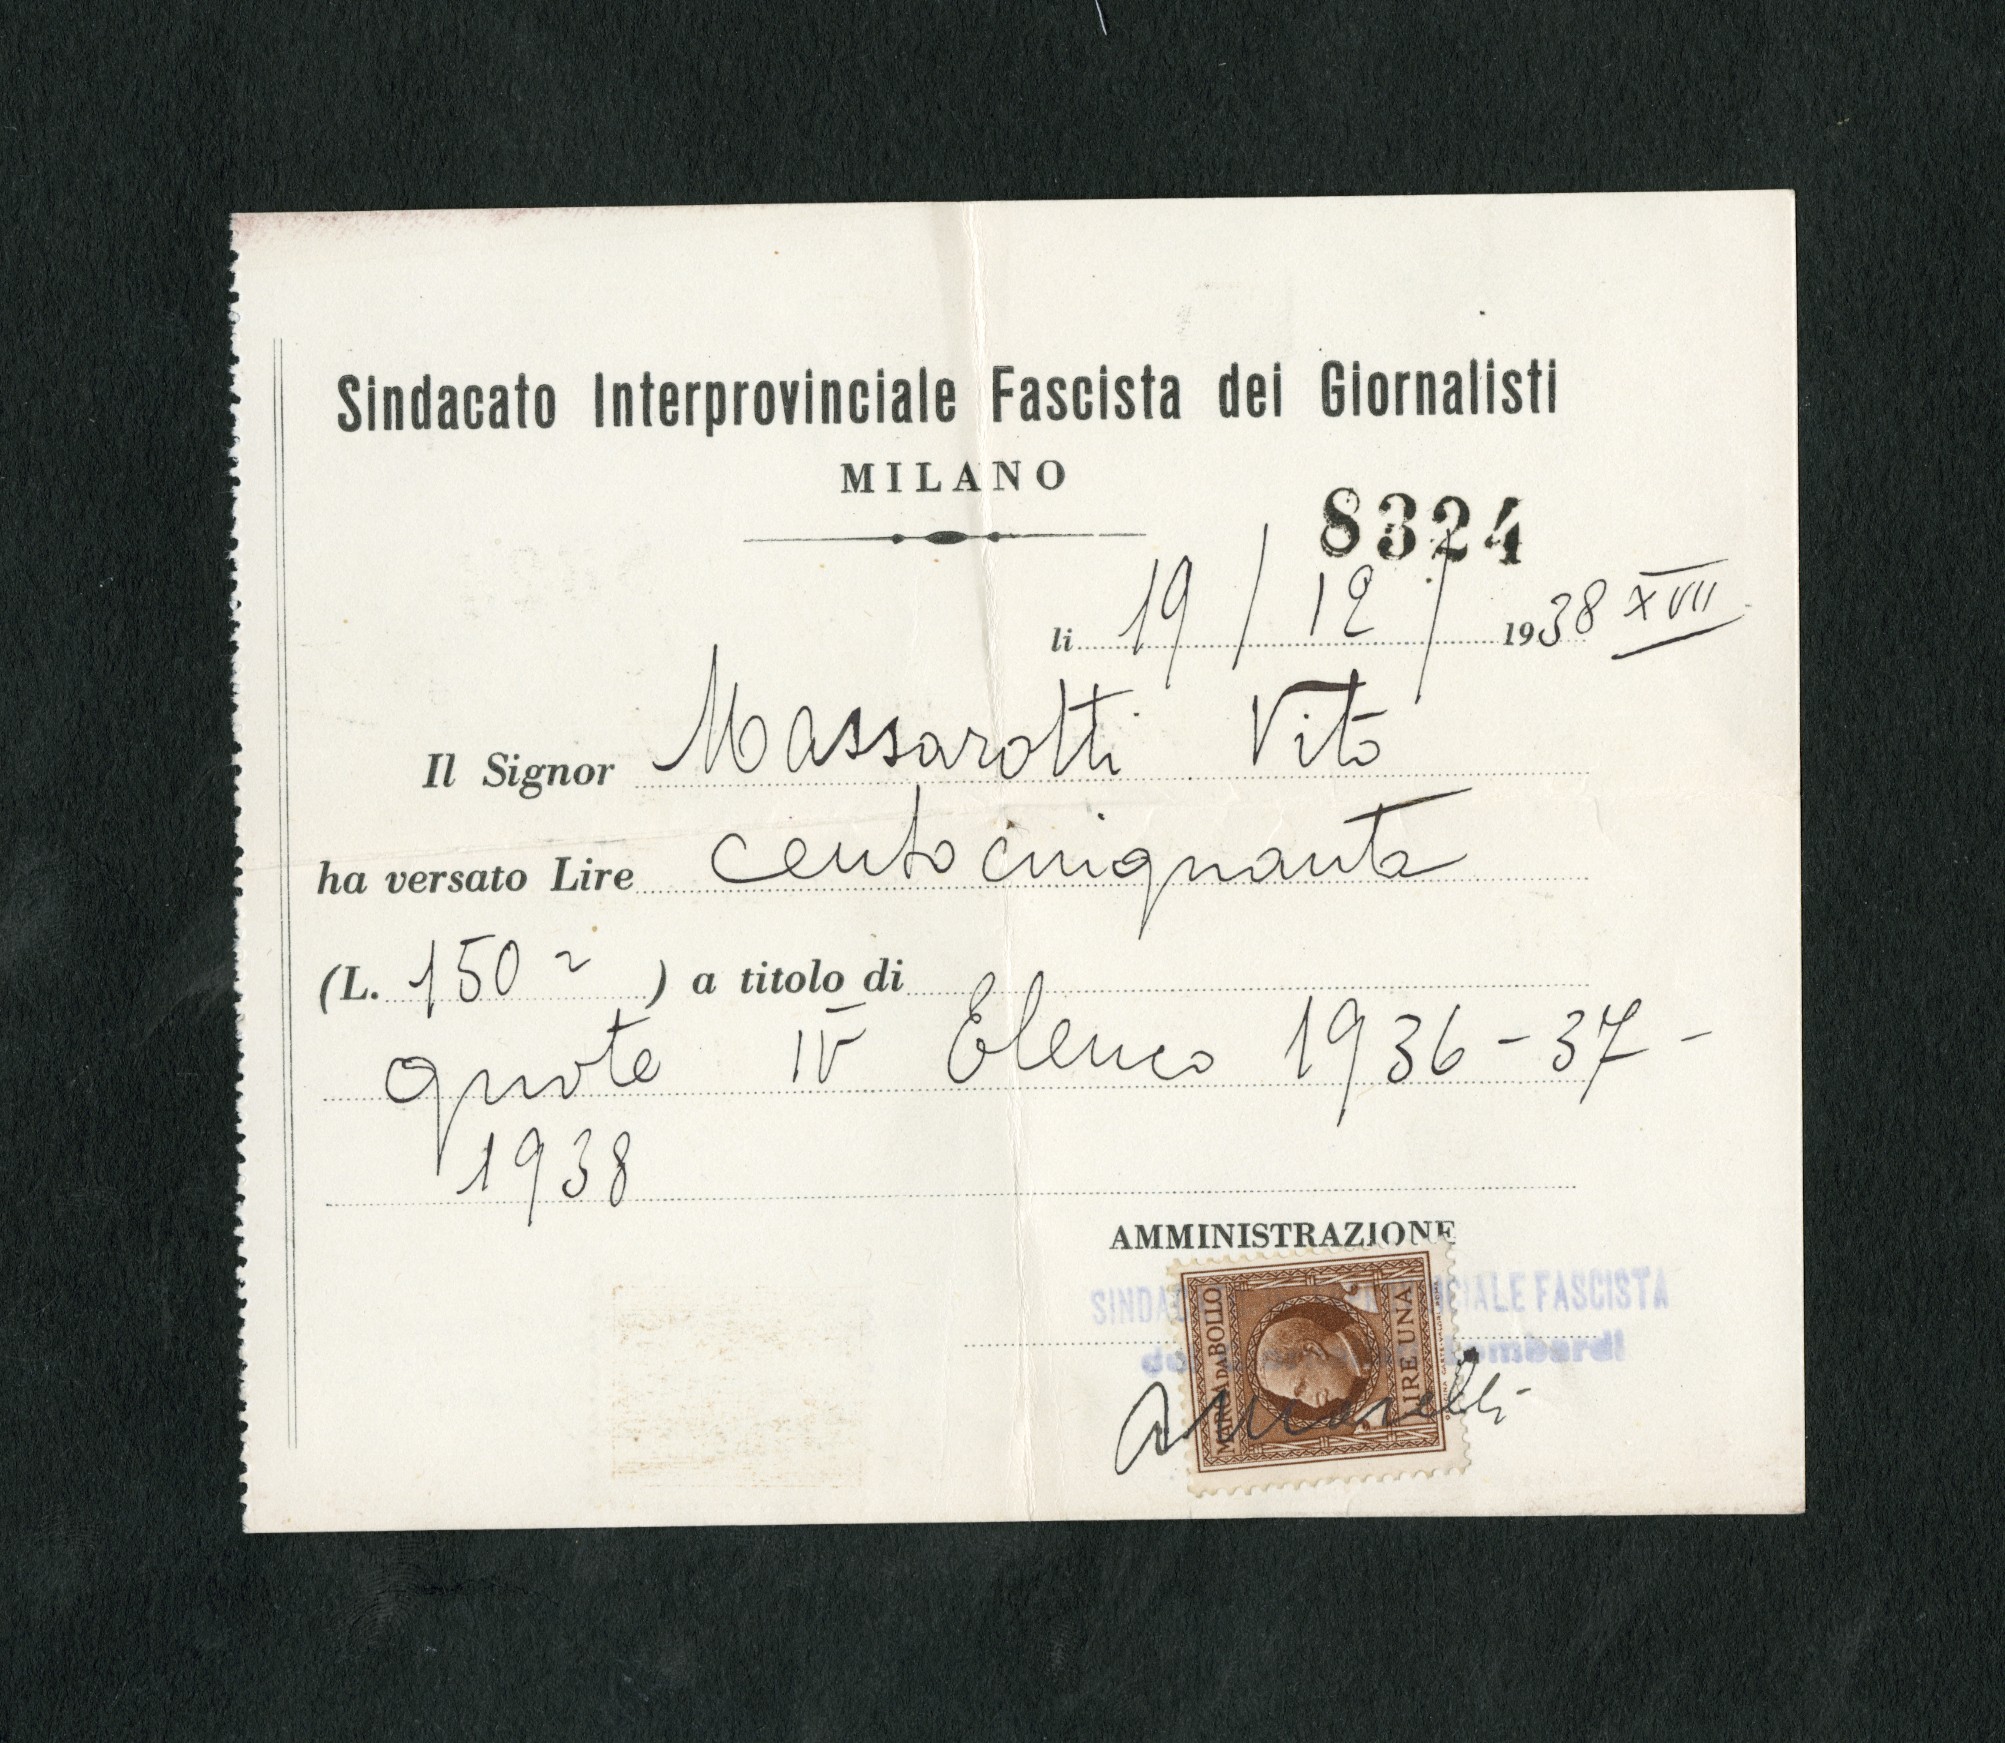 Sindacato Interprovinciale Fascista dei Giornalisti
MILANO
8324
li 19 / 12 / 1938 XVII
Il Signor Massarotti Vito
ha versato Lire centocinquanta
(L. 150 ~ ) a titolo di
quote IV Elenco 1936-37-
1938
AMMINISTRAZIONE
FASCISTA
MARCA DA BOLLO
LIRE UNA